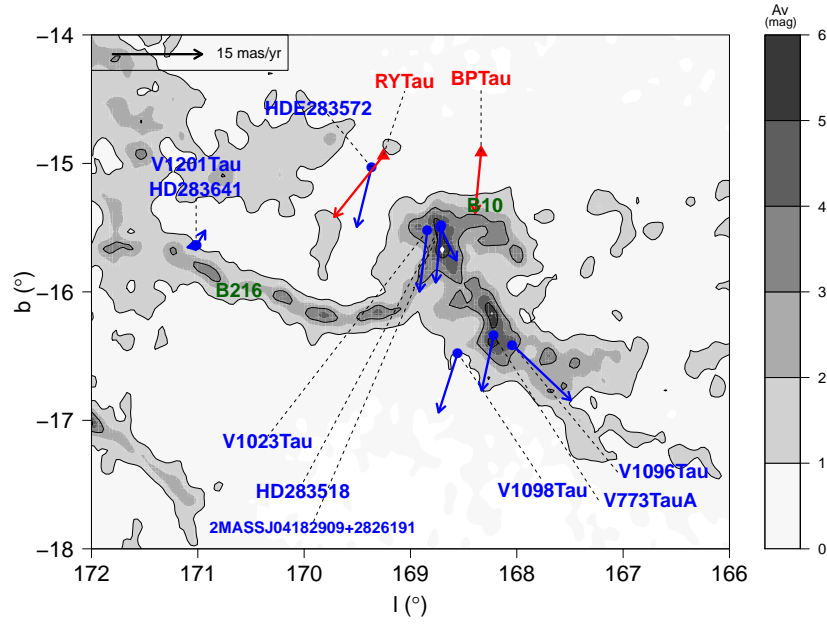 Av
(mag)
15 mas/yr
RYTau
BPTau
HDE283572
V1201Tau
HD283641
B10
B216
V1023Tau
HD283518
2MASSJ04182909+2826191
V1098Tau
V1096Tau
V773TauA
−14
−15
−16
−17
−18
b (°)
172
171
170
169
168
167
166
l (°)
6
5
4
3
2
1
0